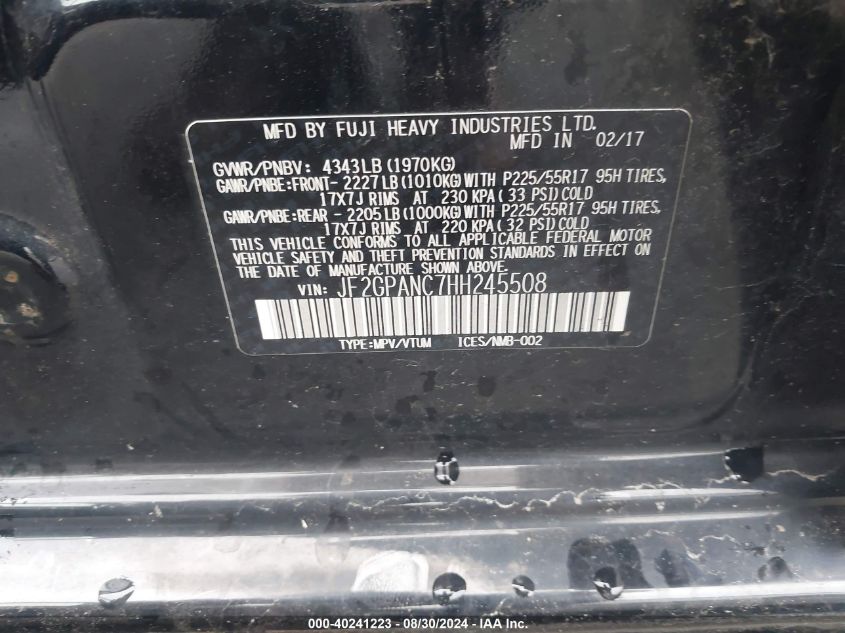 MFD BY FUJI HEAVY INDUSTRIES LTD.
MFD IN 02/17
GVWR/PNBV: 4343LB (1970KG)
GAWR/PNBE:FRONT-2227LB(1010KG)WITH P225/55R17 95H TIRES,
17X7J RIMS AT 230 KPA(33 PSI)COLD
GAWR/PNBE:REAR -2205LB(1000KG)WITH P225/55R17 95H TIRES,
17X7J RIMS AT 220 KPA(32 PSI)COLD
THIS VEHICLE CONFORMS TO ALL APPLICABLE FEDERAL MOTOR
VEHICLE SAFETY AND THEFT PREVENTION STANDARDS IN EFFECT ON
THE DATE OF MANUFACTURE SHOWN ABOVE.
VIN: JF2GPANC7HH245508
TYPE:MPV/VTUM ICES/NMB-002
000-40241223 - 08/30/2024 - IAA Inc.